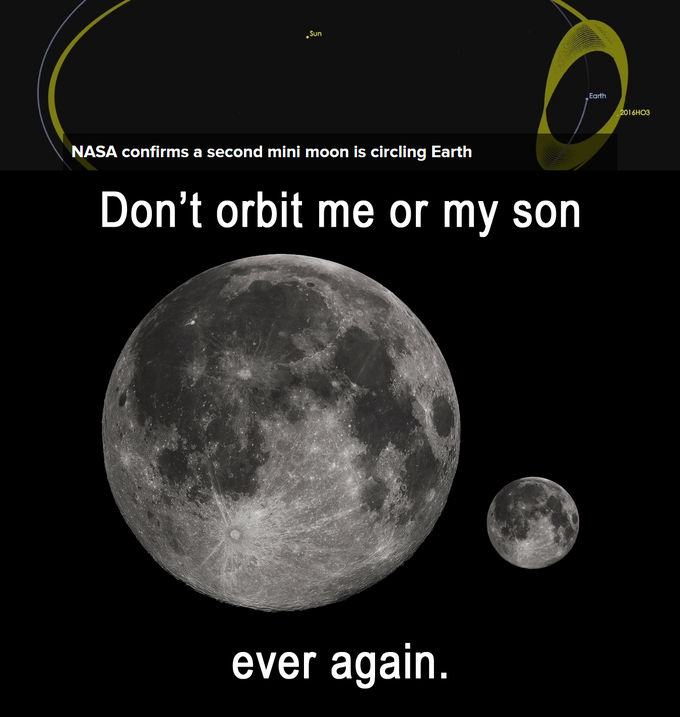 Sun
Earth
2016HO3
NASA confirms a second mini moon is circling Earth
Don't orbit me or my son
ever again.